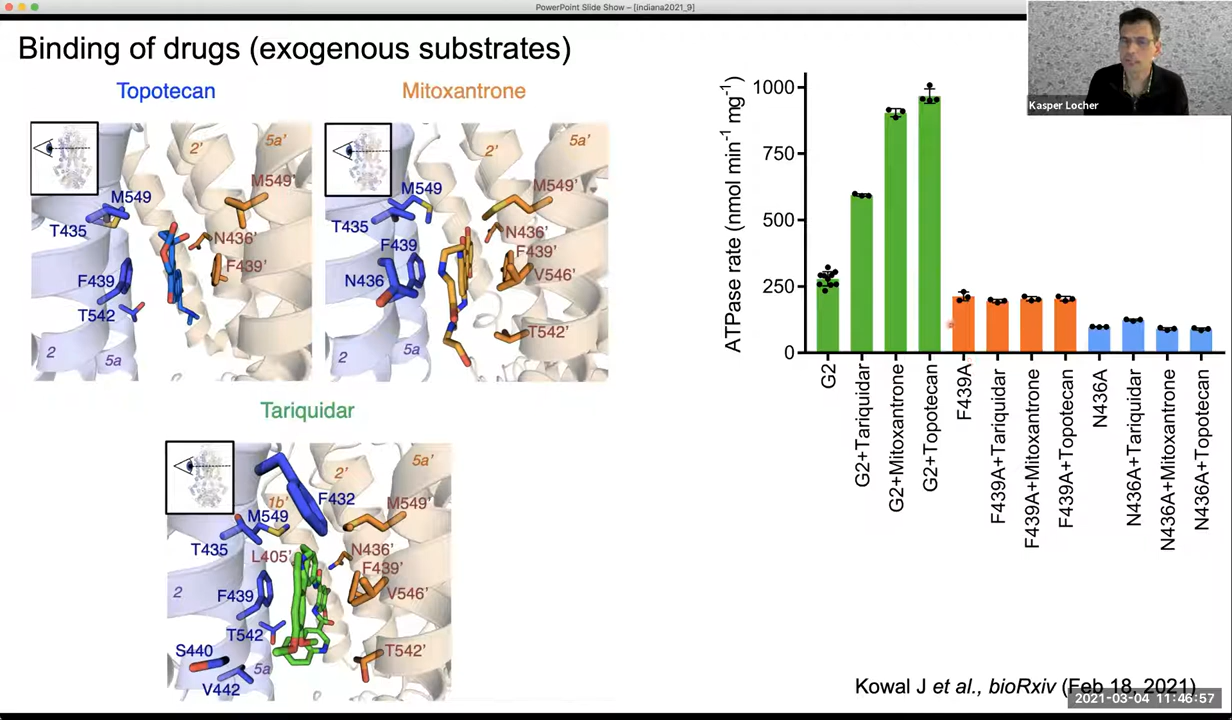 PowerPoint Slide Show – [indiana2021_9]
Binding of drugs (exogenous substrates)
Topotecan
2'
5a'
M549
M549'
T435
N436'
F439
F439'
T542
2
5a
Mitoxantrone
2'
5a'
M549
M549'
T435
N436'
F439
F439'
N436
V546'
T542'
2
5a
Tariquidar
2'
5a'
1b'
F432
M549
M549'
T435
L405'
N436'
F439'
2
F439
V546'
T542
S440
T542'
5a
V442
ATPase rate (nmol min-1 mg-1)
1000
750
500
250
0
G2
G2+Tariquidar
G2+Mitoxantrone
G2+Topotecan
F439A
F439A+Tariquidar
F439A+Mitoxantrone
F439A+Topotecan
N436A
N436A+Tariquidar
N436A+Mitoxantrone
N436A+Topotecan
Kasper Locher
Kowal J et al., bioRxiv (Feb 18, 2021)
2021-03-04 11:46:57